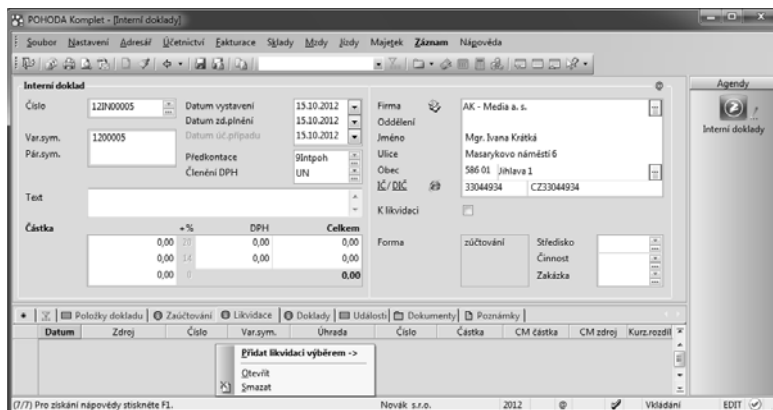 POHODA Komplet - [Interní doklady]
Soubor Nastavení Adresář Účetnictví Fakturace Sklady Mzdy Jízdy Majetek Záznam Nápověda
Interní doklad
Agendy
Číslo 12IN00005 Datum vystavení 15.10.2012 Firma AK - Media a. s.
Datum zd.plnění 15.10.2012 Oddělení
Interní doklady
Var.sym. 1200005 Datum úč.případu 15.10.2012 Jméno Mgr. Ivana Krátká
Pár.sym. Ulice Masarykovo náměstí 6
Předkontace 9Intpoh Obec 586 01 Jihlava 1
Členění DPH UN IČ/DIČ 33044934 CZ33044934
Text
K likvidaci
Částka +% DPH Celkem
0,00 20 0,00 0,00 Forma zúčtování Středisko
0,00 14 0,00 0,00 Činnost
0,00 0 0,00 Zakázka
Položky dokladu Zaúčtování Likvidace Doklady Události Dokumenty Poznámky
Datum Zdroj Číslo Var.sym. Úhrada Číslo Částka CM částka CM zdroj Kurz.rozdíl
Přidat likvidaci výběrem ->
Otevřít
Smazat
(7/7) Pro získání nápovědy stiskněte F1. Novák s.r.o. 2012 @ Vkládání EDIT